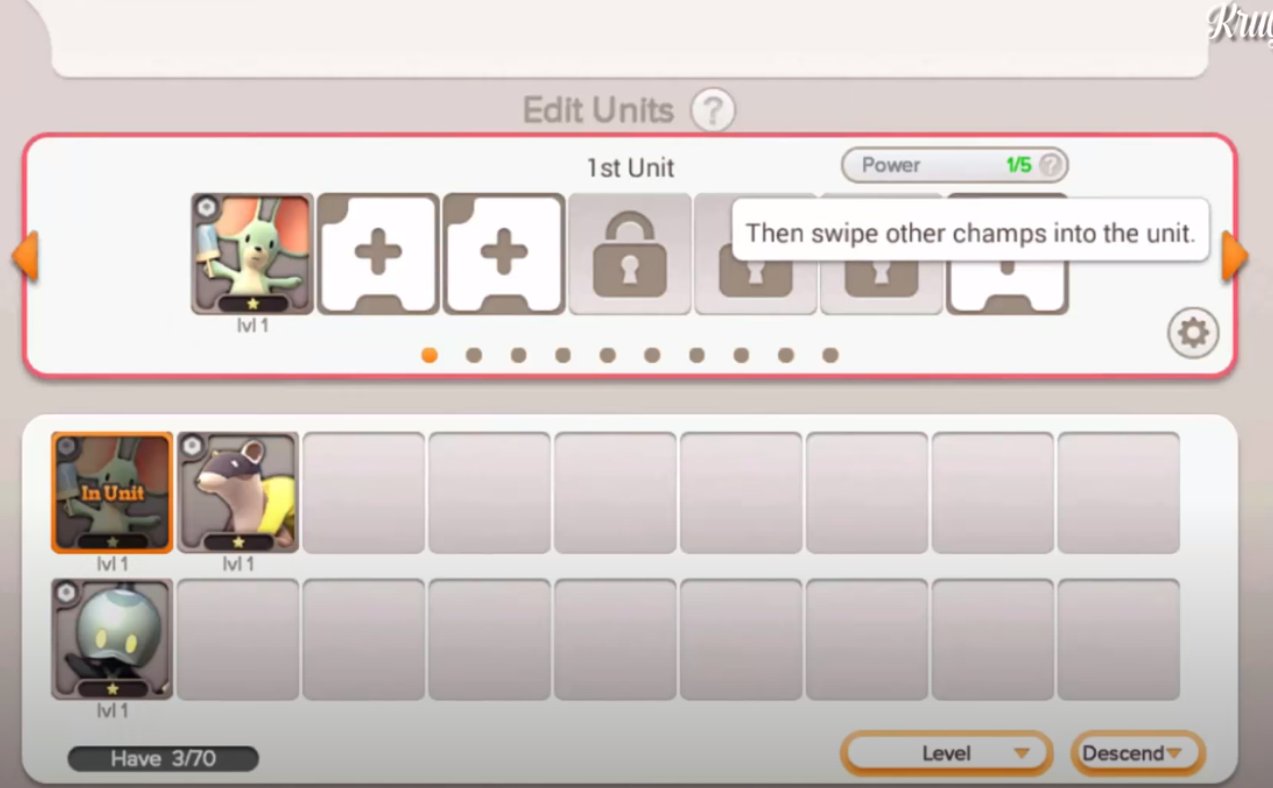 Edit Units ?
1st Unit
Power 1/5 ?
Then swipe other champs into the unit.
lvl 1
In Unit
lvl 1
lvl 1
lvl 1
Have 3/70
Level
Descend